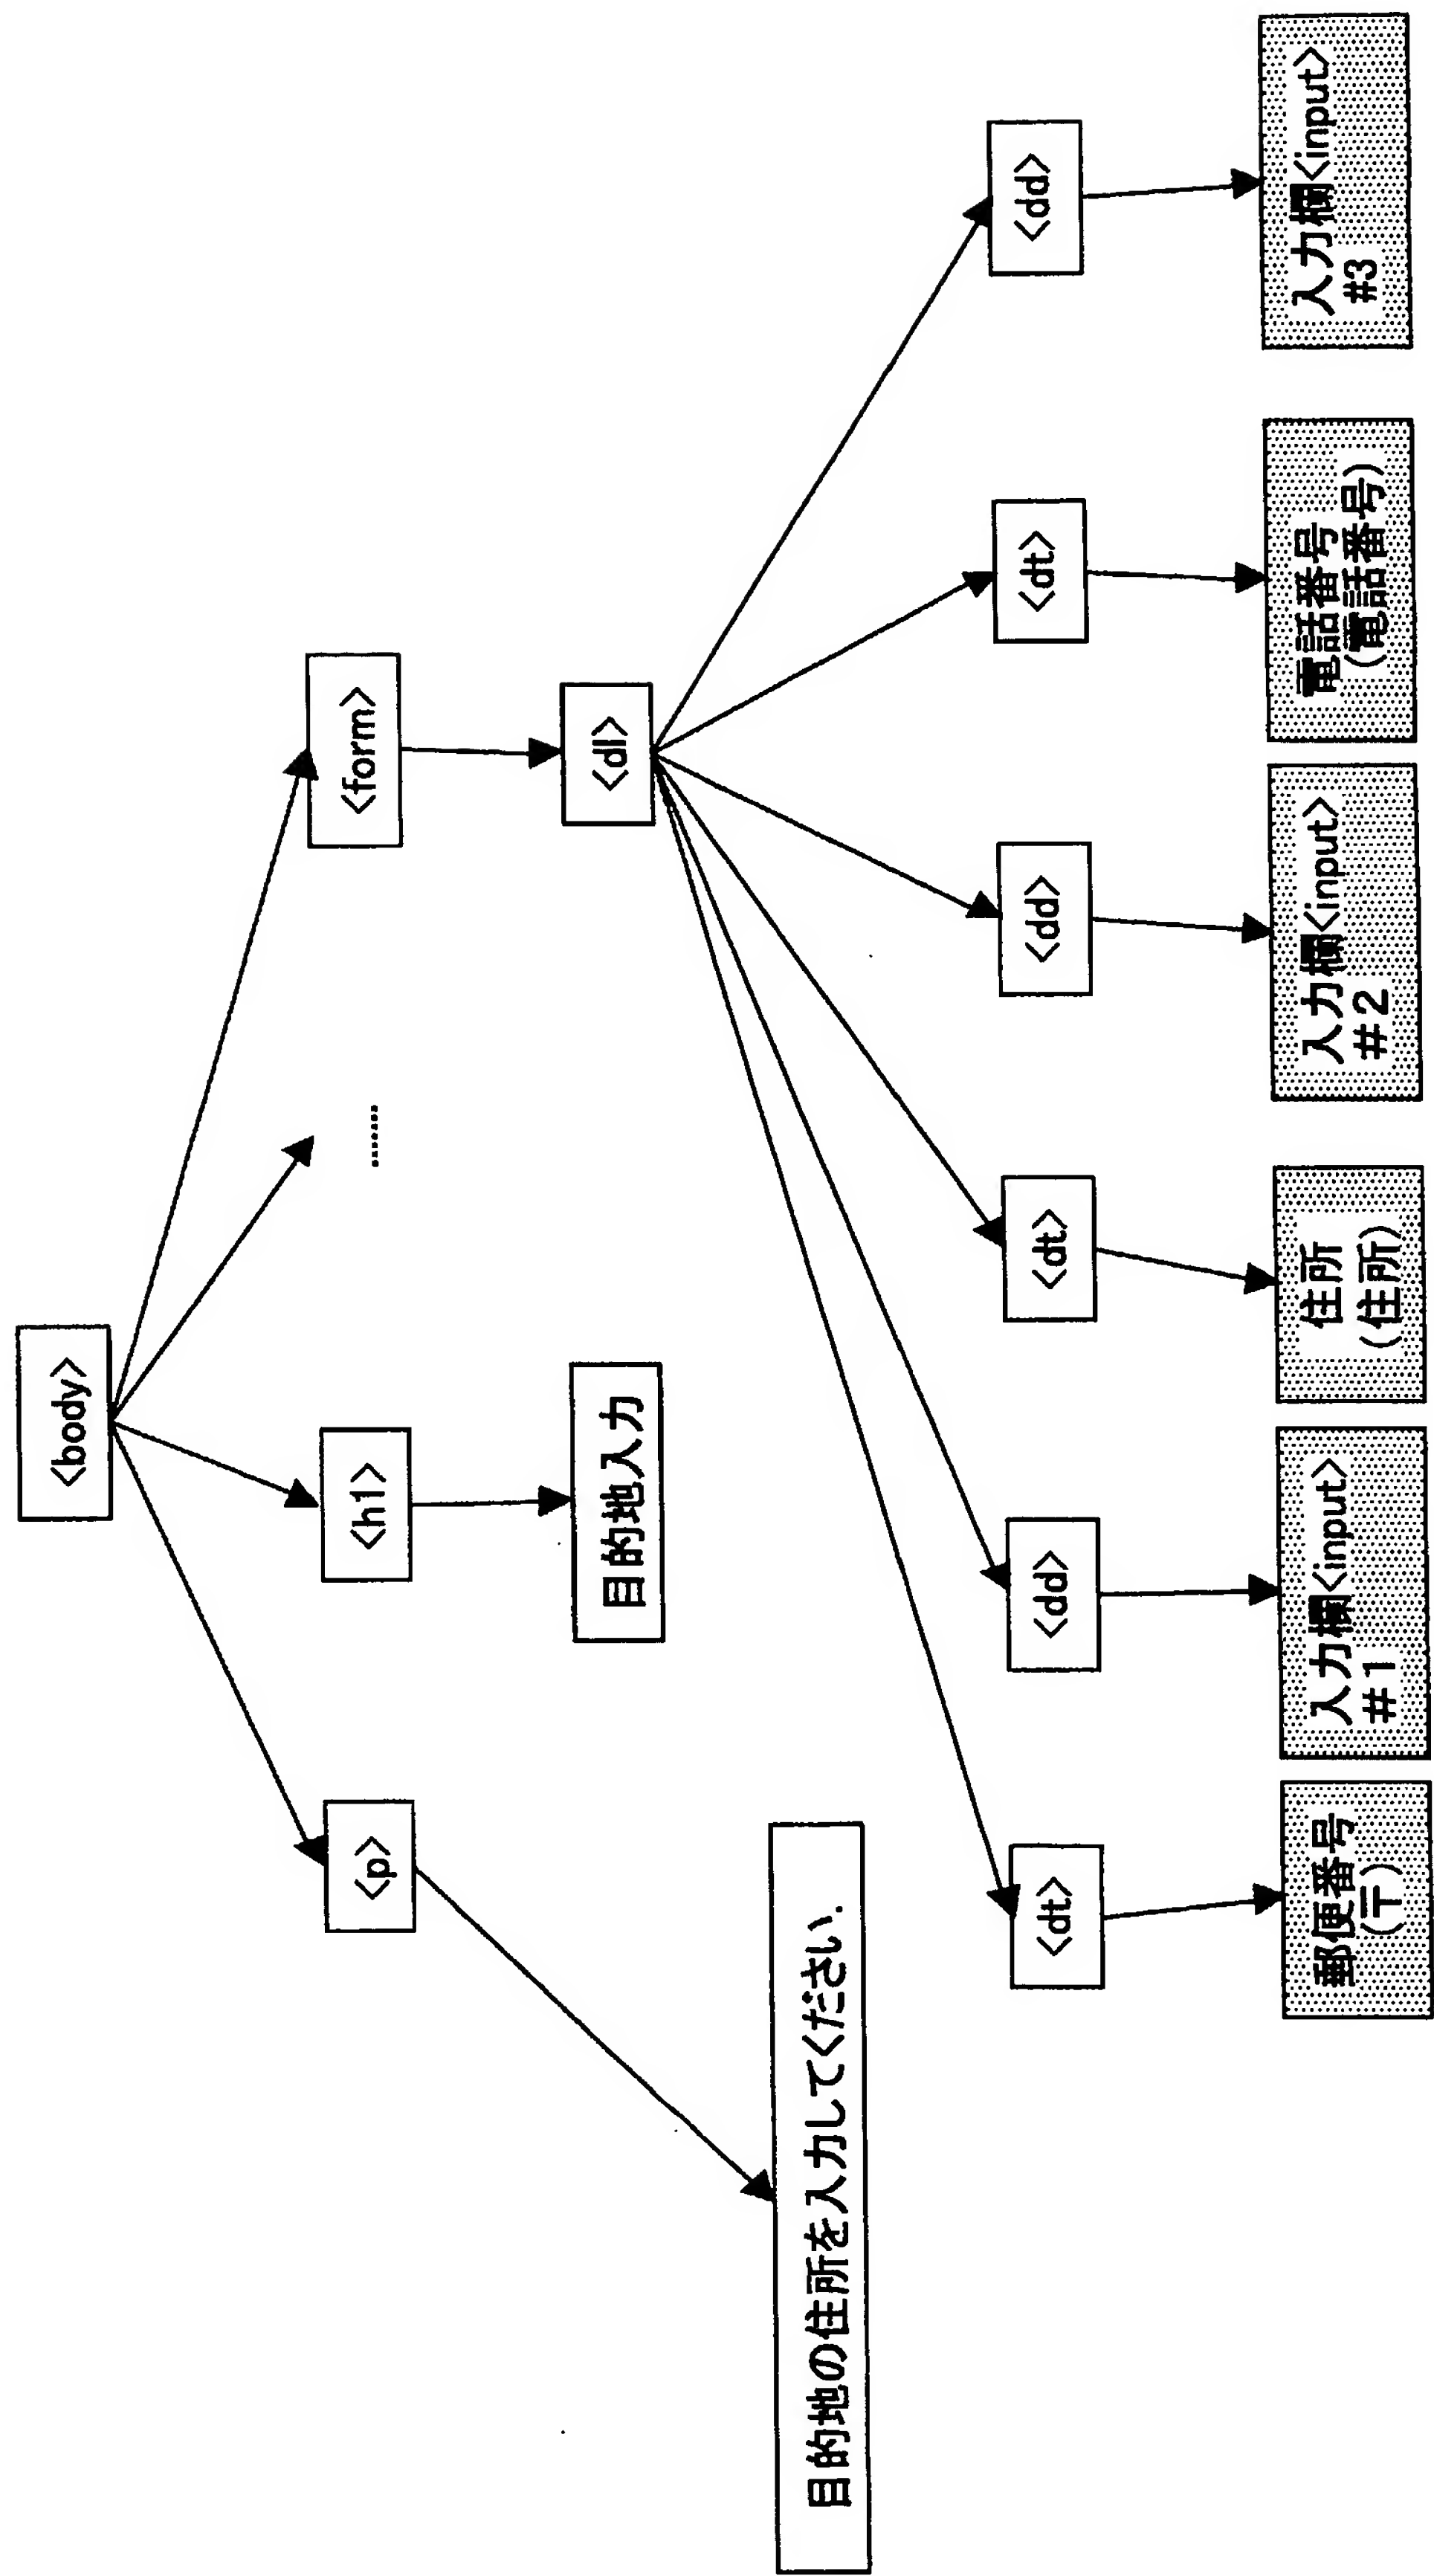 <body>
<p>
<h1>
.......
<form>
目的地入力
<dl>
目的地の住所を入力してください.
<dt>
<dd>
<dt>
<dd>
<dt>
<dd>
郵便番号
(〒)
入力欄<input>
#1
住所
(住所)
入力欄<input>
#2
電話番号
(電話番号)
入力欄<input>
#3